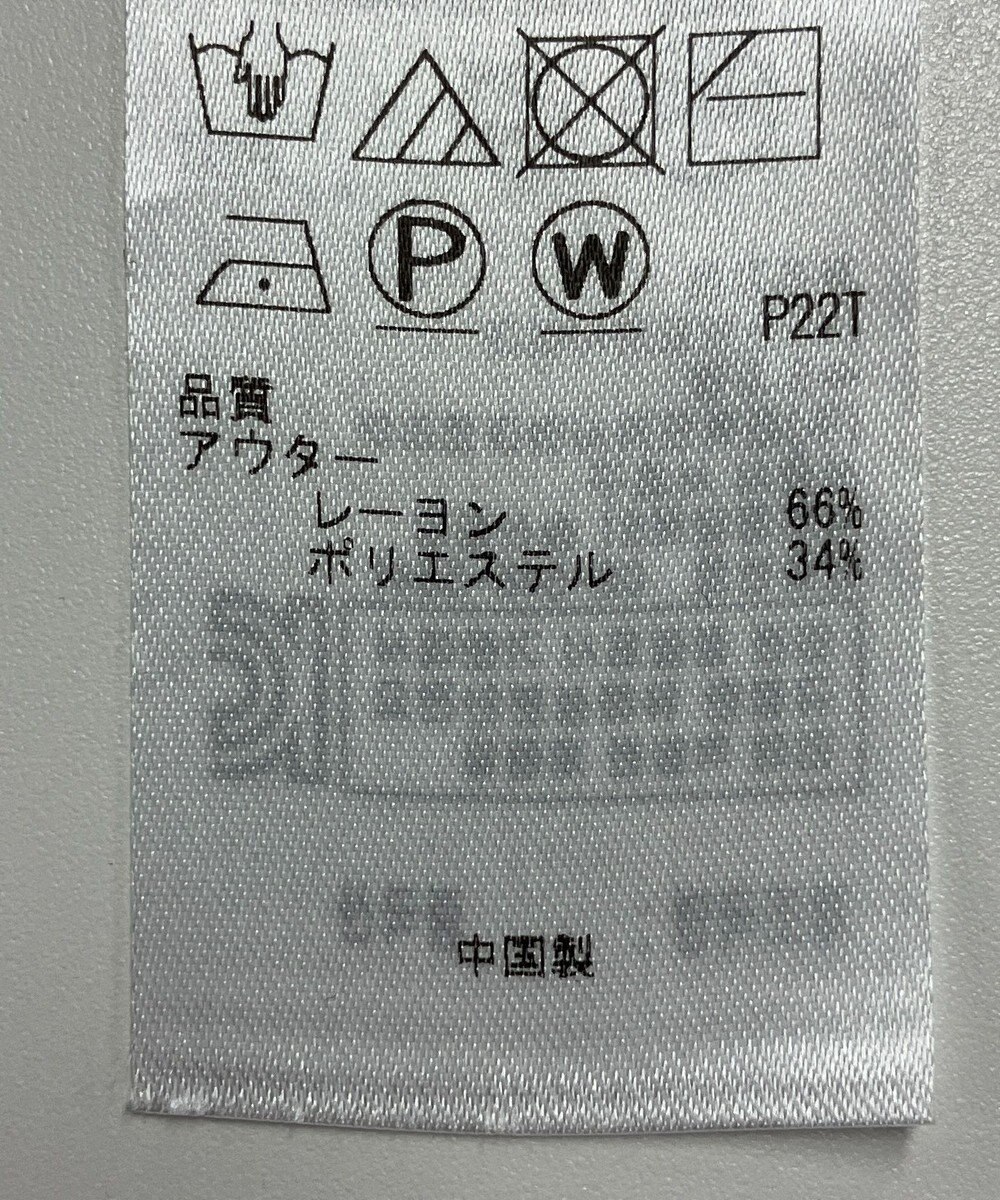 P W
P22T
品質
アウター
レーヨン 66%
ポリエステル 34%
中国製